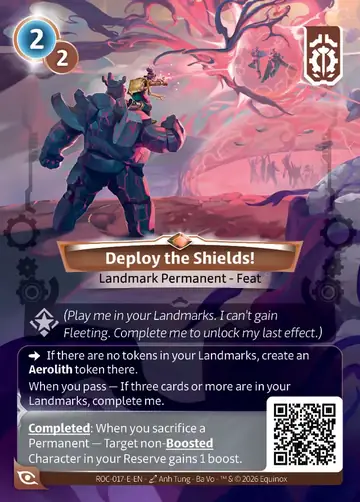 2
2
Deploy the Shields!
Landmark Permanent - Feat
(Play me in your Landmarks. I can't gain
Fleeting. Complete me to unlock my last effect.)
➔ If there are no tokens in your Landmarks, create an
Aerolith token there.
When you pass — If three cards or more are in your
Landmarks, complete me.
Completed: When you sacrifice a
Permanent — Target non-Boosted
Character in your Reserve gains 1 boost.
ROC-017-E-EN - Anh Tung - Ba Vo - ™ & © 2026 Equinox